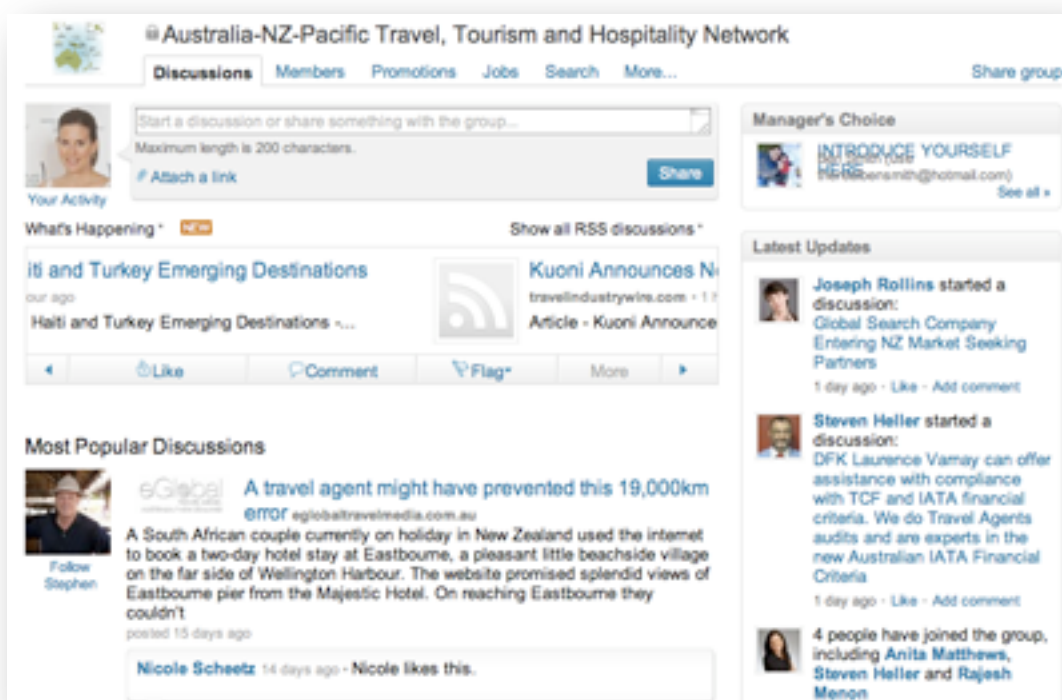 Australia-NZ-Pacific Travel, Tourism and Hospitality Network
Discussions Members Promotions Jobs Search More... Share group
Start a discussion or share something with the group...
Maximum length is 200 characters.
Attach a link
Share
Your Activity
What's Happening NEW
Show all RSS discussions
iti and Turkey Emerging Destinations
our ago
Haiti and Turkey Emerging Destinations -...
Kuoni Announces N
travelindustrywire.com · 1
Article - Kuoni Announce
Like Comment Flag More
Most Popular Discussions
Follow
Stephen
eGlobal
A travel agent might have prevented this 19,000km
error eglobaltravelmedia.com.au
A South African couple currently on holiday in New Zealand used the internet
to book a two-day hotel stay at Eastbourne, a pleasant little beachside village
on the far side of Wellington Harbour. The website promised splendid views of
Eastbourne pier from the Majestic Hotel. On reaching Eastbourne they
couldn't
posted 15 days ago
Nicole Scheetz 14 days ago · Nicole likes this.
Manager's Choice
INTRODUCE YOURSELF
HERE
See all »
Latest Updates
Joseph Rollins started a
discussion:
Global Search Company
Entering NZ Market Seeking
Partners
1 day ago · Like · Add comment
Steven Heller started a
discussion:
DFK Laurence Varnay can offer
assistance with compliance
with TCF and IATA financial
criteria. We do Travel Agents
audits and are experts in the
new Australian IATA Financial
Criteria
1 day ago · Like · Add comment
4 people have joined the group,
including Anita Matthews,
Steven Heller and Rajesh
Menon